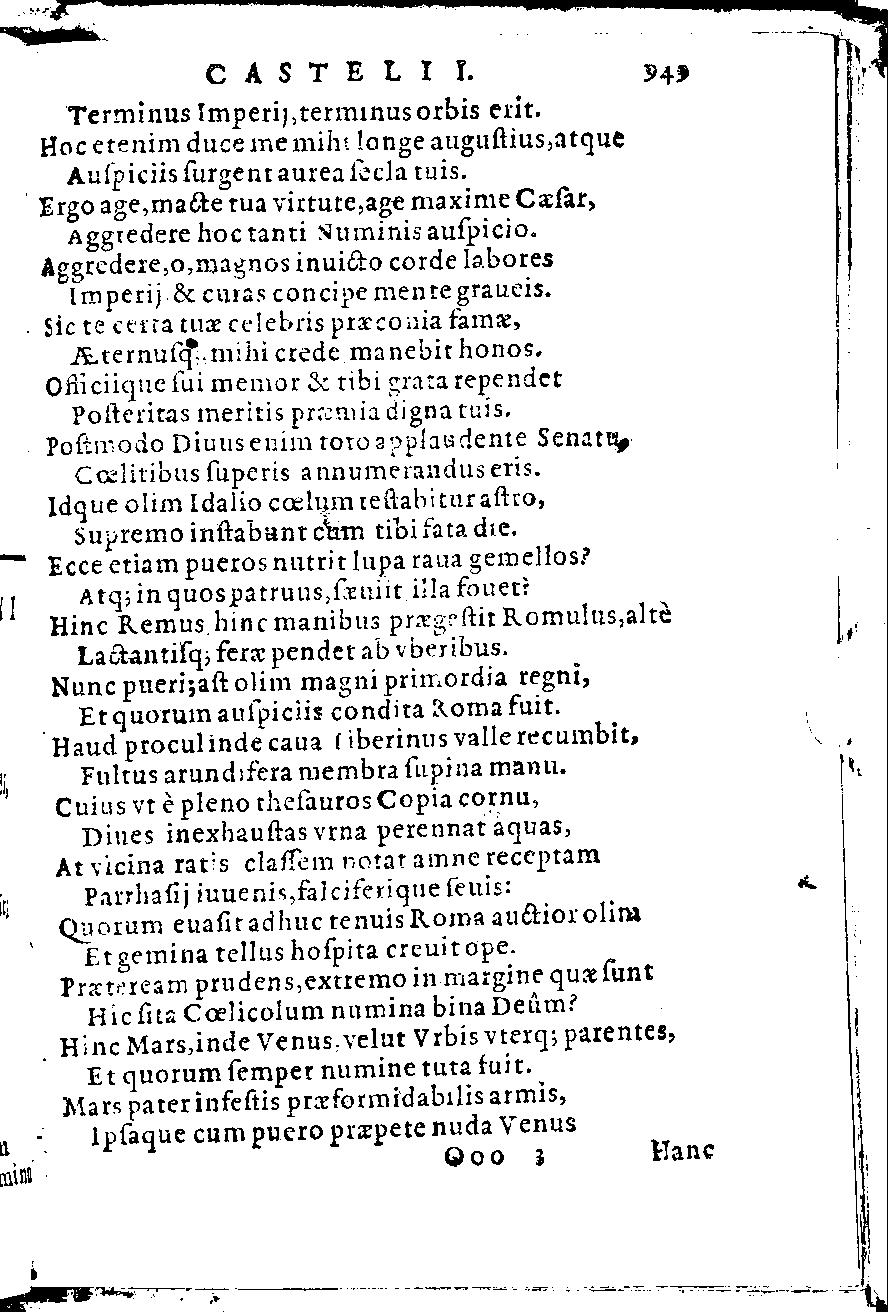 CASTELII. 949
Terminus Imperij, terminus orbis erit.
Hoc etenim duce me mihi longe auguſtius, atque
Auſpiciis ſurgent aurea ſecla tuis.
Ergo age, macte tua virtute, age maxime Cæſar,
Aggredere hoc tanti Numinis auſpicio.
Aggredere, o, magnos inuicto corde labores
Imperij & curas concipe mente graueis.
Sic te certa tuæ celebris præconia famæ,
Æternuſq; mihi crede manebit honos.
Officiique ſui memor & tibi grata rependet
Poſteritas meritis præmia digna tuis.
Poſtmodo Diuus enim toto applaudente Senatu,
Cœlitibus ſuperis annumerandus eris.
Idque olim Idalio cœlum teſtabitur aſtro,
Supremo inſtabunt cum tibi fata die.
Ecce etiam pueros nutrit lupa raua gemellos?
Atq; in quos patruus, ſæuiit illa fouet?
Hinc Remus, hinc manibus prægeſtit Romulus, altè
Lactantiſq; feræ pendet ab vberibus.
Nunc pueri; aſt olim magni primordia regni,
Et quorum auſpiciis condita Roma fuit.
Haud procul inde caua Tiberinus valle recumbit,
Fultus arundifera membra ſupina manu.
Cuius vt è pleno theſauros Copia cornu,
Diues inexhauſtas vrna perennat aquas,
At vicina ratis claſſem notat amne receptam
Parrhaſij iuuenis, falciferique ſeuis:
Quorum euaſit adhuc tenuis Roma auctior olim
Et gemina tellus hoſpita creuit ope.
Præteream prudens, extremo in margine quæ ſunt
Hic ſita Cœlicolum numina bina Deûm?
Hinc Mars, inde Venus, velut Vrbis vterq; parentes,
Et quorum ſemper numine tuta fuit.
Mars pater infeſtis præformidabilis armis,
Ipſaque cum puero præpete nuda Venus
Qoo 3 Hanc